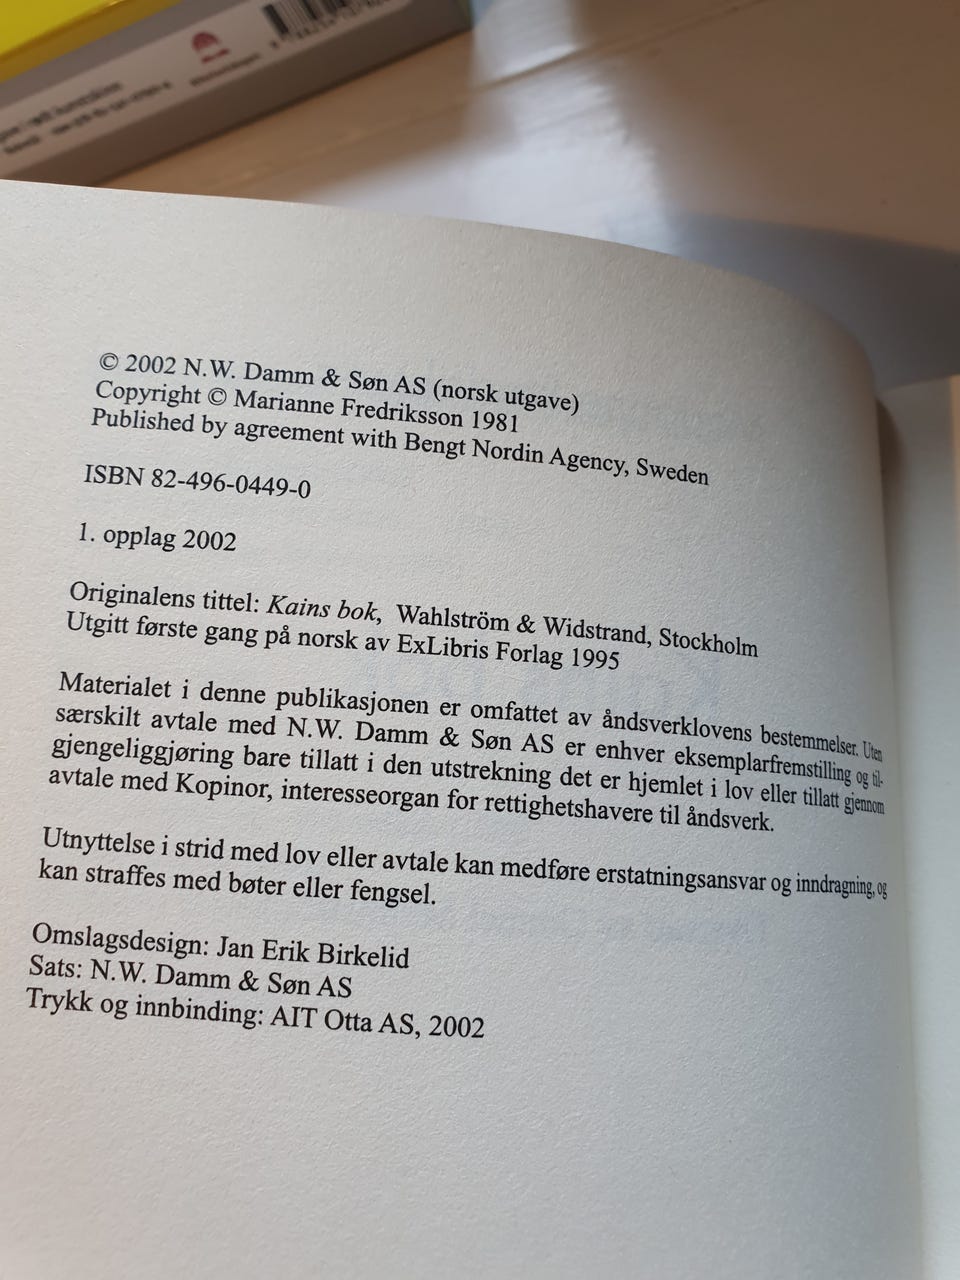 © 2002 N.W. Damm & Søn AS (norsk utgave)
Copyright © Marianne Fredriksson 1981
Published by agreement with Bengt Nordin Agency, Sweden
ISBN 82-496-0449-0
1. opplag 2002
Originalens tittel: Kains bok, Wahlström & Widstrand, Stockholm
Utgitt første gang på norsk av ExLibris Forlag 1995
Materialet i denne publikasjonen er omfattet av åndsverklovens bestemmelser. Uten
særskilt avtale med N.W. Damm & Søn AS er enhver eksemplarfremstilling og til-
gjengeliggjøring bare tillatt i den utstrekning det er hjemlet i lov eller tillatt gjennom
avtale med Kopinor, interesseorgan for rettighetshavere til åndsverk.
Utnyttelse i strid med lov eller avtale kan medføre erstatningsansvar og inndragning, og
kan straffes med bøter eller fengsel.
Omslagsdesign: Jan Erik Birkelid
Sats: N.W. Damm & Søn AS
Trykk og innbinding: AIT Otta AS, 2002